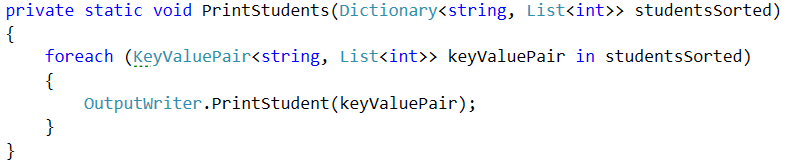 private static void PrintStudents(Dictionary<string, List<int>> studentsSorted)
{
    foreach (KeyValuePair<string, List<int>> keyValuePair in studentsSorted)
    {
        OutputWriter.PrintStudent(keyValuePair);
    }
}